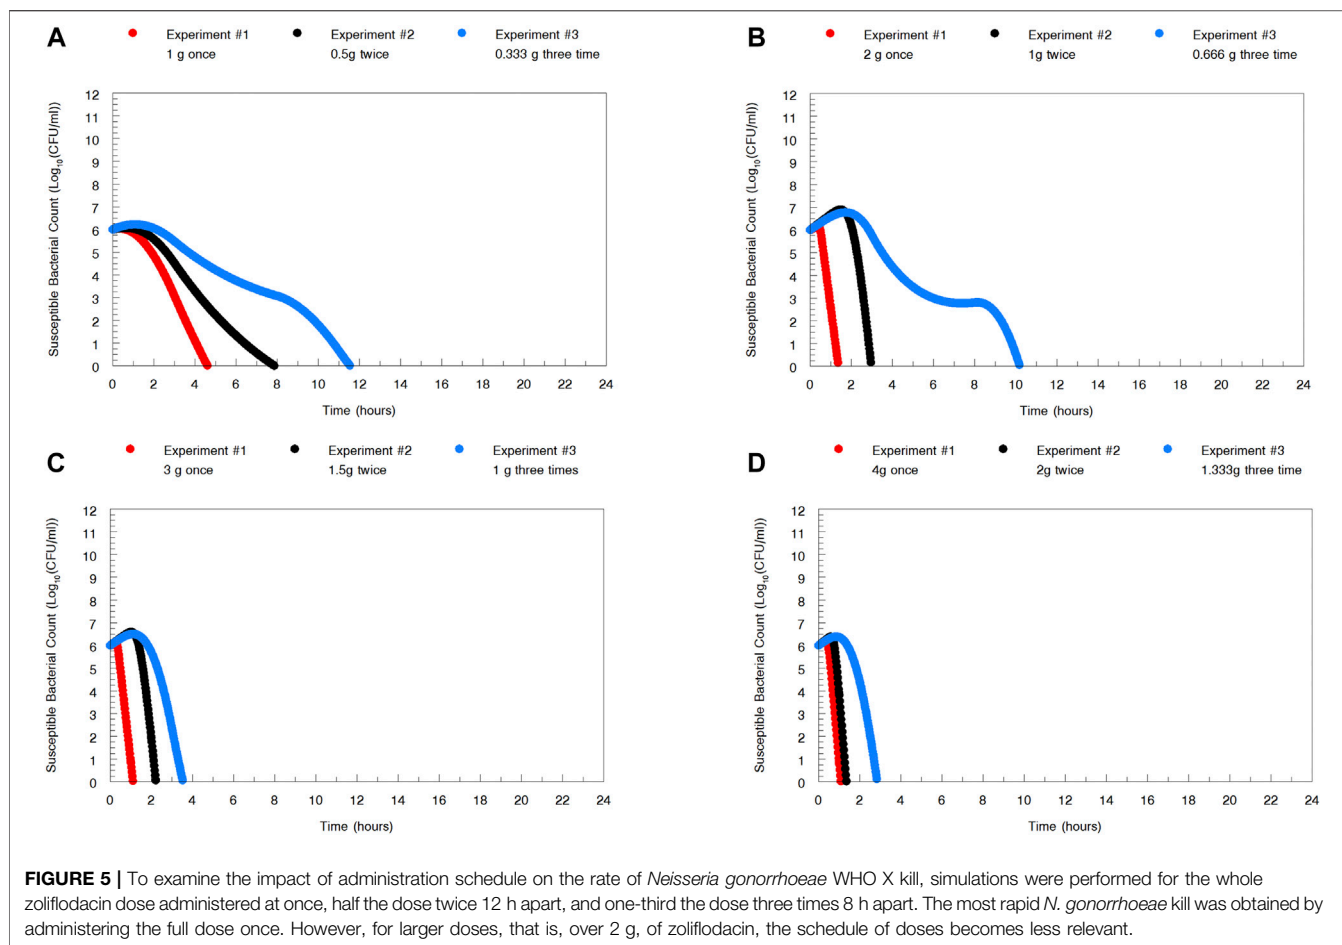 A
Experiment #1 Experiment #2 Experiment #3
1 g once 0.5g twice 0.333 g three time
Susceptible Bacterial Count (Log10(CFU/ml))
12
11
10
9
8
7
6
5
4
3
2
1
0
0 2 4 6 8 10 12 14 16 18 20 22 24
Time (hours)
B
Experiment #1 Experiment #2 Experiment #3
2 g once 1g twice 0.666 g three time
Susceptible Bacterial Count (Log10(CFU/ml))
12
11
10
9
8
7
6
5
4
3
2
1
0
0 2 4 6 8 10 12 14 16 18 20 22 24
Time (hours)
C
Experiment #1 Experiment #2 Experiment #3
3 g once 1.5g twice 1 g three times
Susceptible Bacterial Count (Log10(CFU/ml))
12
11
10
9
8
7
6
5
4
3
2
1
0
0 2 4 6 8 10 12 14 16 18 20 22 24
Time (hours)
D
Experiment #1 Experiment #2 Experiment #3
4g once 2g twice 1.333g three time
Susceptible Bacterial Count (Log10(CFU/ml))
12
11
10
9
8
7
6
5
4
3
2
1
0
0 2 4 6 8 10 12 14 16 18 20 22 24
Time (hours)
FIGURE 5 | To examine the impact of administration schedule on the rate of Neisseria gonorrhoeae WHO X kill, simulations were performed for the whole
zoliflodacin dose administered at once, half the dose twice 12 h apart, and one-third the dose three times 8 h apart. The most rapid N. gonorrhoeae kill was obtained by
administering the full dose once. However, for larger doses, that is, over 2 g, of zoliflodacin, the schedule of doses becomes less relevant.